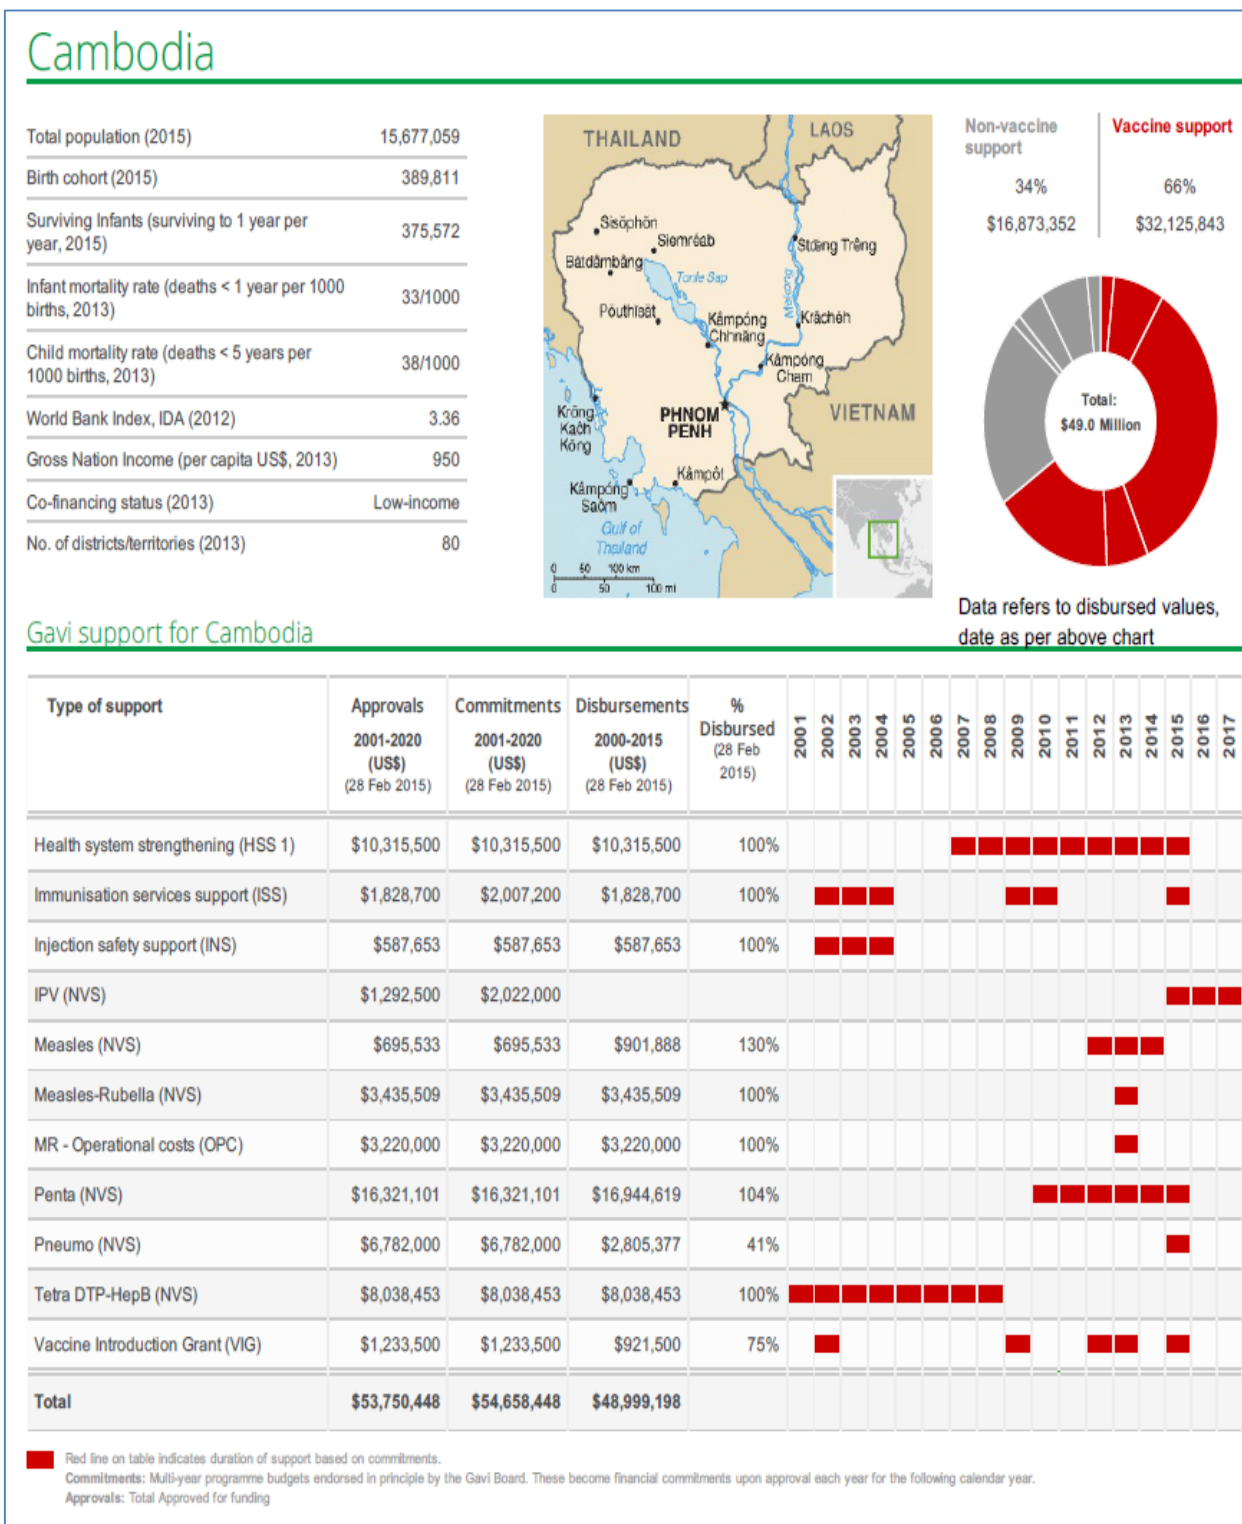 Cambodia
Total population (2015) 15,677,059
Birth cohort (2015) 389,811
Surviving Infants (surviving to 1 year per
year, 2015) 375,572
Infant mortality rate (deaths < 1 year per 1000
births, 2013) 33/1000
Child mortality rate (deaths < 5 years per
1000 births, 2013) 38/1000
World Bank Index, IDA (2012) 3.36
Gross Nation Income (per capita US$, 2013) 950
Co-financing status (2013) Low-income
No. of districts/territories (2013) 80
THAILAND
LAOS
Sisŏphŏn
Siemréab
Stœng Trêng
Bătdâmbâng
Tonle Sap
Mekong
Poŭthĭsăt
Krâchéh
Kâmpóng
Chhnăng
Kâmpóng
Cham
Krŏng
Kaôh
Kŏng
PHNOM
PENH
VIETNAM
Kâmpôt
Kâmpóng
Saôm
Gulf of
Thailand
0 50 100 km
0 50 100 mi
Non-vaccine
support
Vaccine support
34% 66%
$16,873,352 $32,125,843
Total:
$49.0 Million
Data refers to disbursed values,
date as per above chart
Gavi support for Cambodia
Type of support Approvals Commitments Disbursements %
Disbursed
2001-2020 2001-2020 2000-2015 (28 Feb
(US$) (US$) (US$) 2015)
(28 Feb 2015) (28 Feb 2015) (28 Feb 2015)
2001 2002 2003 2004 2005 2006 2007 2008 2009 2010 2011 2012 2013 2014 2015 2016 2017
Health system strengthening (HSS 1) $10,315,500 $10,315,500 $10,315,500 100%
Immunisation services support (ISS) $1,828,700 $2,007,200 $1,828,700 100%
Injection safety support (INS) $587,653 $587,653 $587,653 100%
IPV (NVS) $1,292,500 $2,022,000
Measles (NVS) $695,533 $695,533 $901,888 130%
Measles-Rubella (NVS) $3,435,509 $3,435,509 $3,435,509 100%
MR - Operational costs (OPC) $3,220,000 $3,220,000 $3,220,000 100%
Penta (NVS) $16,321,101 $16,321,101 $16,944,619 104%
Pneumo (NVS) $6,782,000 $6,782,000 $2,805,377 41%
Tetra DTP-HepB (NVS) $8,038,453 $8,038,453 $8,038,453 100%
Vaccine Introduction Grant (VIG) $1,233,500 $1,233,500 $921,500 75%
Total $53,750,448 $54,658,448 $48,999,198
Red line on table indicates duration of support based on commitments.
Commitments: Multi-year programme budgets endorsed in principle by the Gavi Board. These become financial commitments upon approval each year for the following calendar year.
Approvals: Total Approved for funding